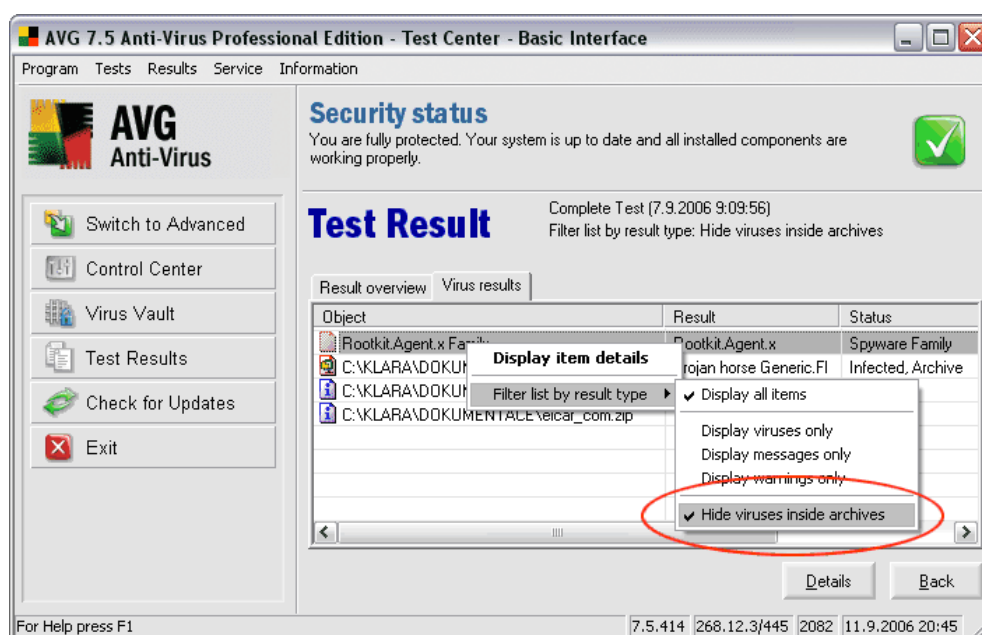 AVG 7.5 Anti-Virus Professional Edition - Test Center - Basic Interface
Program Tests Results Service Information
AVG
Anti-Virus
Security status
You are fully protected. Your system is up to date and all installed components are
working properly.
Switch to Advanced
Control Center
Virus Vault
Test Results
Check for Updates
Exit
Test Result
Complete Test (7.9.2006 9:09:56)
Filter list by result type: Hide viruses inside archives
Result overview Virus results
Object Result Status
Rootkit.Agent.x Family Rootkit.Agent.x Spyware Family
C:\KLARA\DOKU Trojan horse Generic.FI Infected, Archive
C:\KLARA\DOKU
C:\KLARA\DOKUMENTACE\eicar_com.zip
Display item details
Filter list by result type
Display all items
Display viruses only
Display messages only
Display warnings only
Hide viruses inside archives
Details Back
For Help press F1 7.5.414 268.12.3/445 2082 11.9.2006 20:45